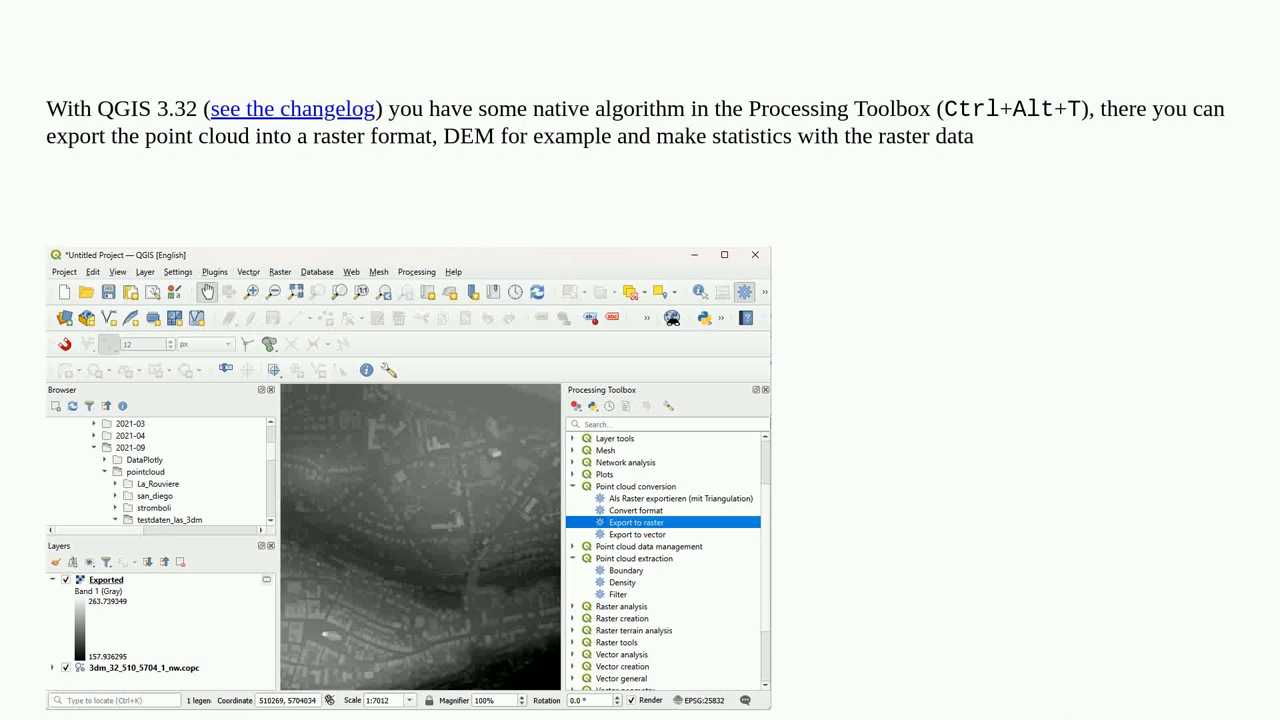 With QGIS 3.32 (see the changelog) you have some native algorithm in the Processing Toolbox (Ctrl+Alt+T), there you can
export the point cloud into a raster format, DEM for example and make statistics with the raster data
*Untitled Project — QGIS [English]
Project Edit View Layer Settings Plugins Vector Raster Database Web Mesh Processing Help
12 px
Browser
2021-03
2021-04
2021-09
DataPlotly
pointcloud
La_Rouviere
san_diego
stromboli
testdaten_las_3dm
Layers
Exported
Band 1 (Gray)
263.739349
157.936295
3dm_32_510_5704_1_nw.copc
Processing Toolbox
Search...
Layer tools
Mesh
Network analysis
Plots
Point cloud conversion
Als Raster exportieren (mit Triangulation)
Convert format
Export to raster
Export to vector
Point cloud data management
Point cloud extraction
Boundary
Density
Filter
Raster analysis
Raster creation
Raster terrain analysis
Raster tools
Vector analysis
Vector creation
Vector general
Type to locate (Ctrl+K) 1 legen Coordinate 510269, 5704034 Scale 1:7012 Magnifier 100% Rotation 0.0 ° Render EPSG:25832